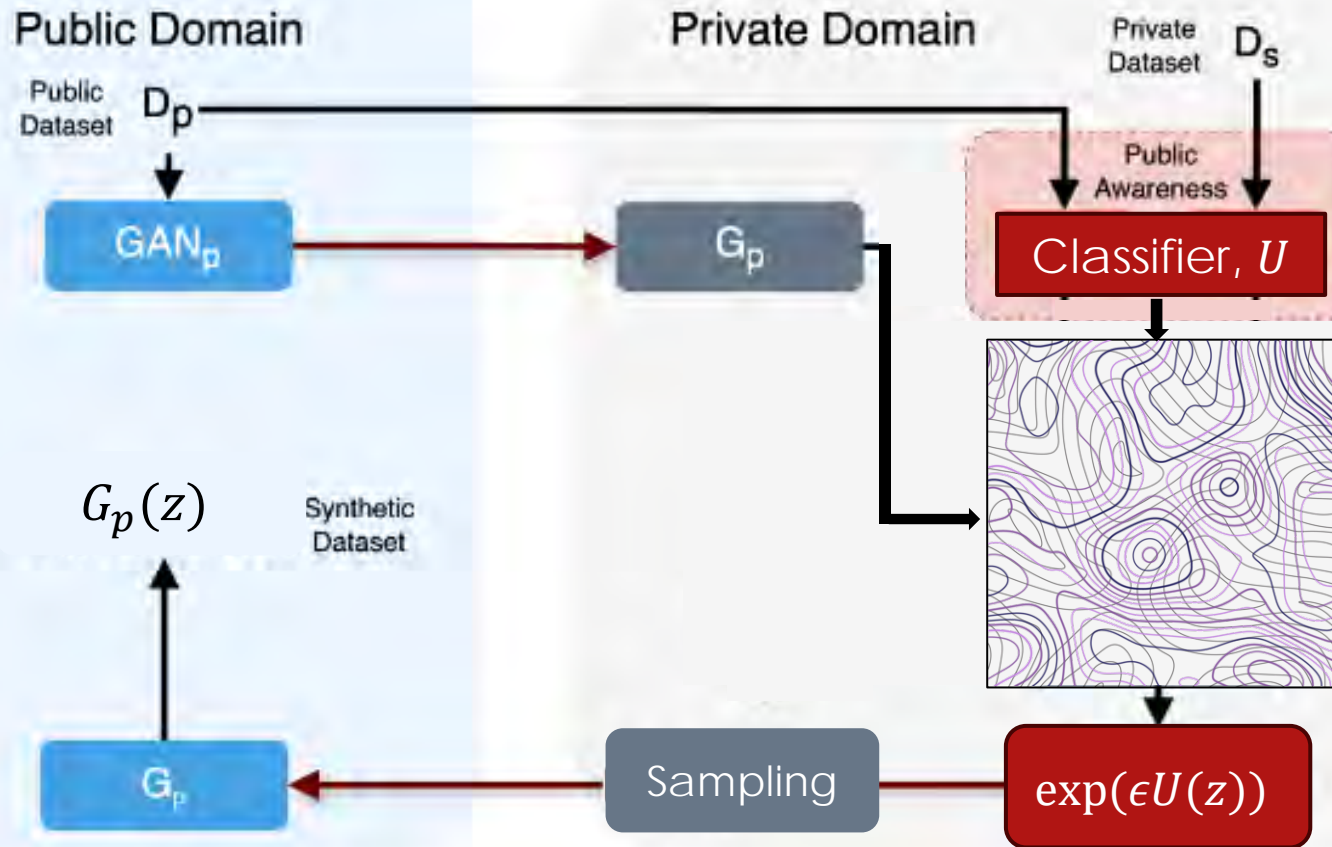 Public Domain
Private Domain
Private
Dataset
Dₛ
Public
Dataset
Dₚ
Public
Awareness
GANₚ
Gₚ
Classifier, U
Gₚ(z)
Synthetic
Dataset
Gₚ
Sampling
exp(ϵU(z))